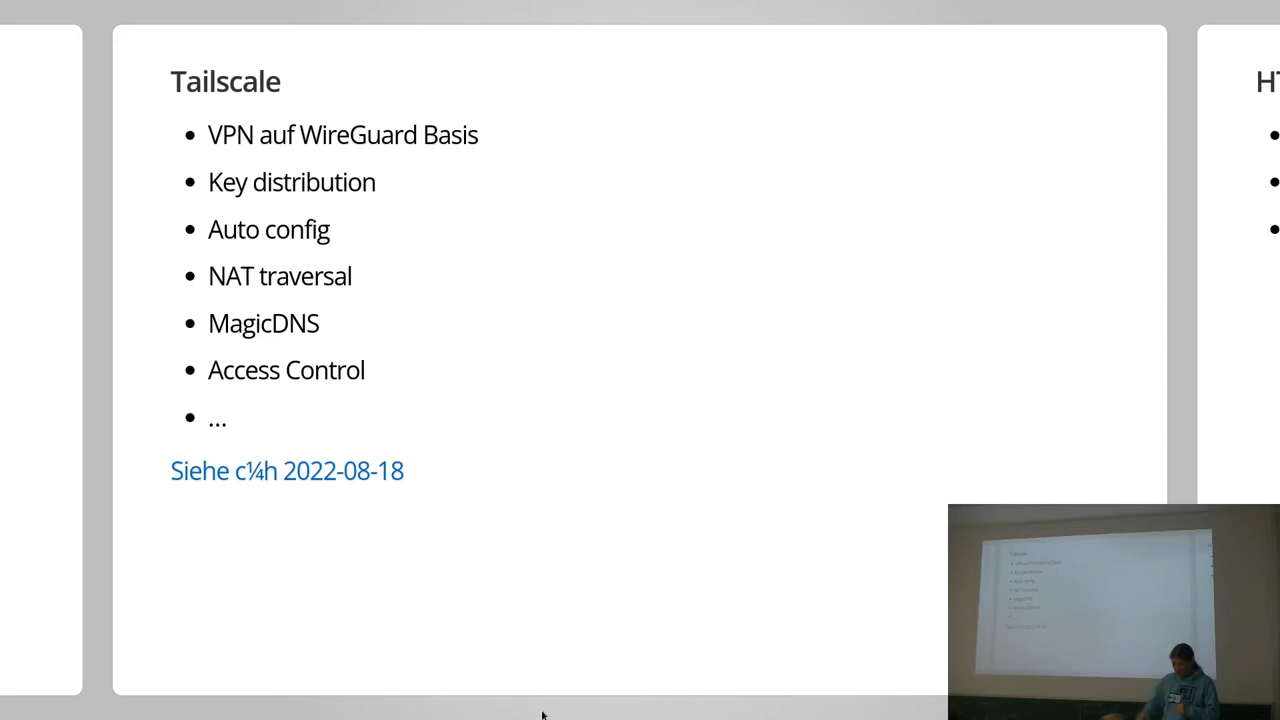 Tailscale
• VPN auf WireGuard Basis
• Key distribution
• Auto config
• NAT traversal
• MagicDNS
• Access Control
• ...
Siehe c¼h 2022-08-18